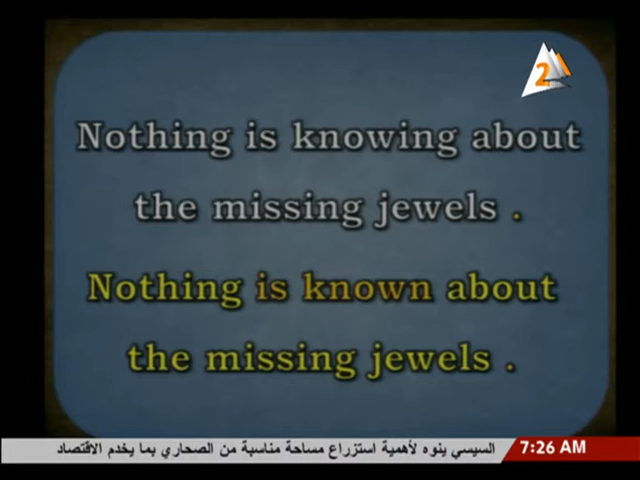 2
Nothing is knowing about
the missing jewels .
Nothing is known about
the missing jewels .
السيسي ينوه لأهمية استزراع مساحة مناسبة من الصحاري بما يخدم الاقتصاد
7:26 AM